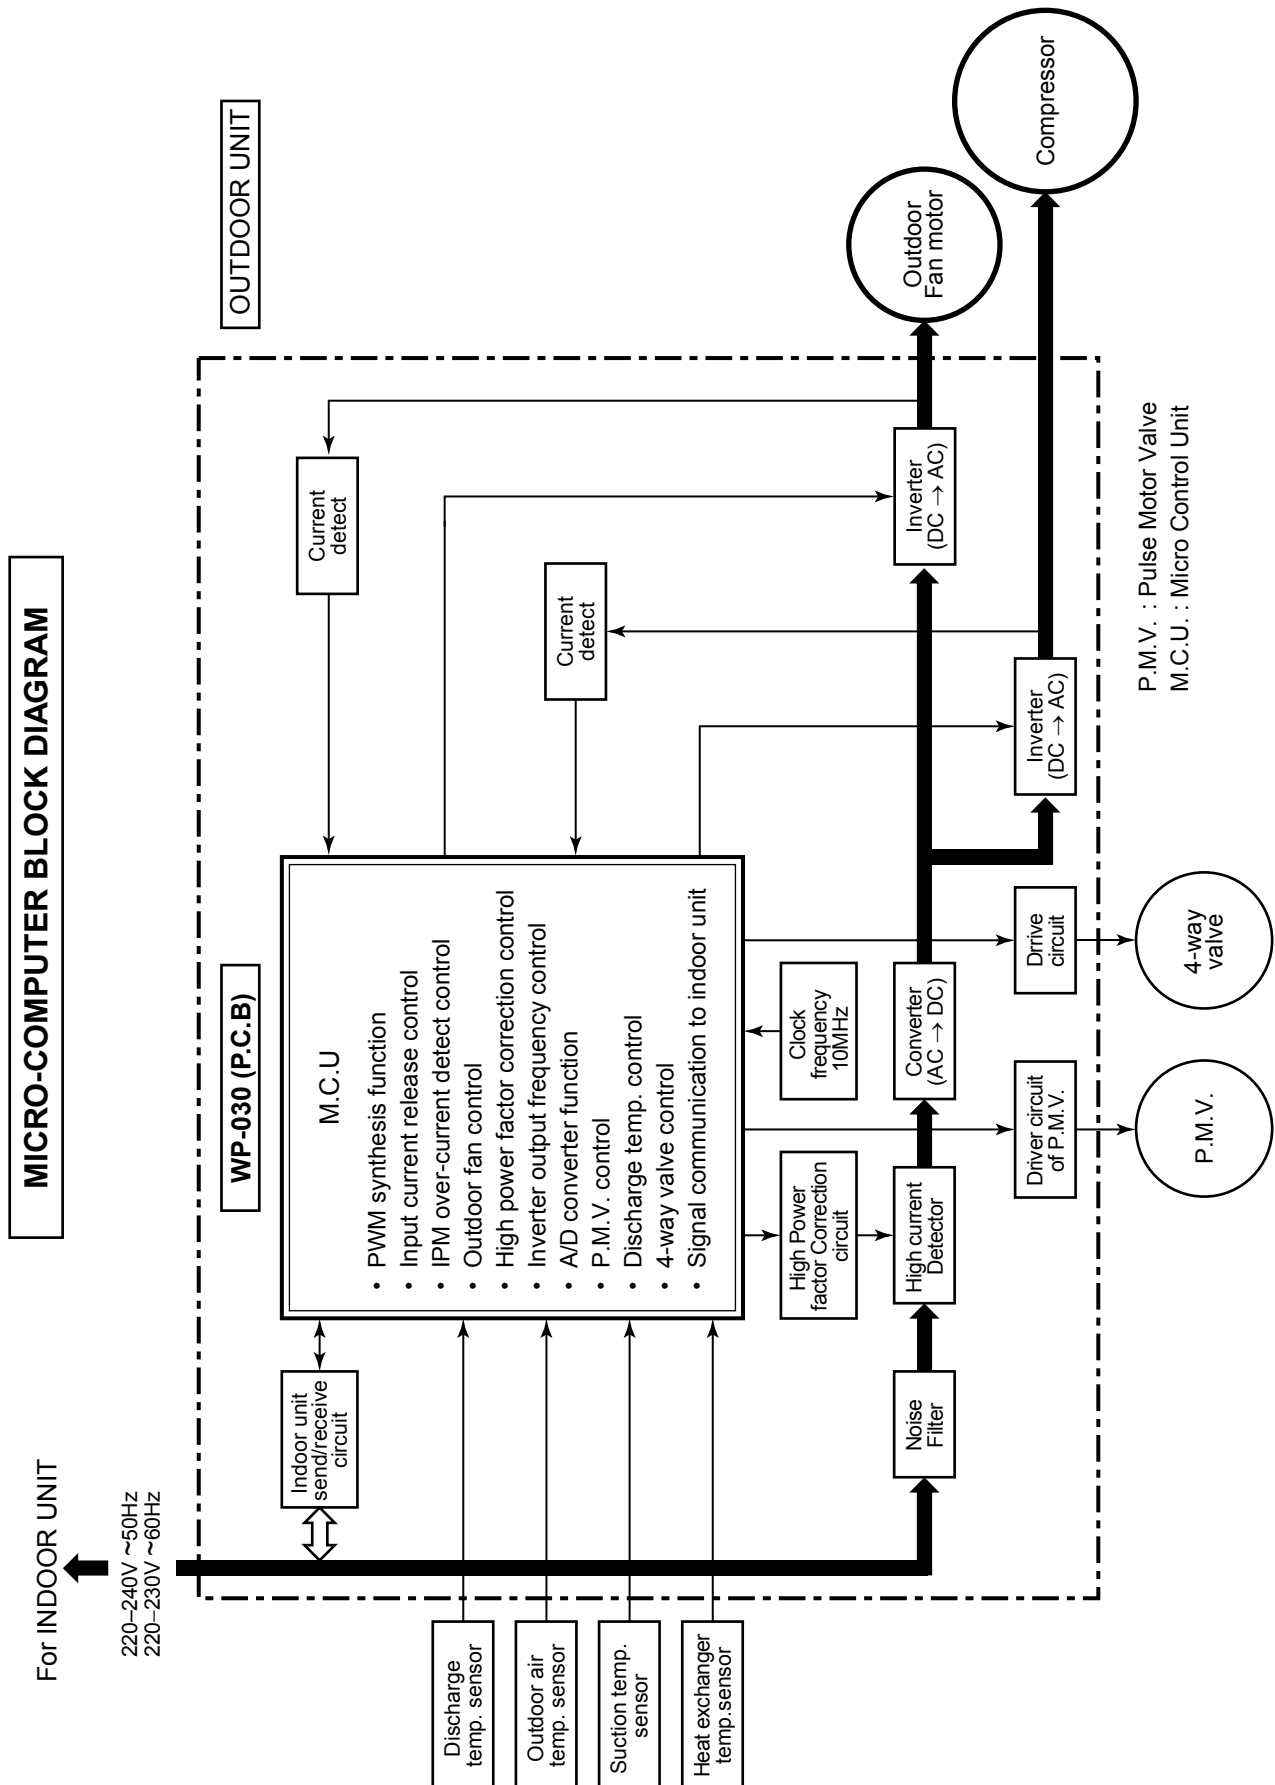 MICRO-COMPUTER BLOCK DIAGRAM
For INDOOR UNIT
220–240V ~50Hz
220–230V ~60Hz
WP-030 (P.C.B)
OUTDOOR UNIT
Indoor unit
send/receive
circuit
M.C.U
• PWM synthesis function
• Input current release control
• IPM over-current detect control
• Outdoor fan control
• High power factor correction control
• Inverter output frequency control
• A/D converter function
• P.M.V. control
• Discharge temp. control
• 4-way valve control
• Signal communication to indoor unit
Current
detect
Current
detect
Discharge
temp. sensor
Outdoor air
temp. sensor
Suction temp.
sensor
Heat exchanger
temp.sensor
High Power
factor Correction
circuit
Clock
frequency
10MHz
Noise
Filter
High current
Detector
Converter
(AC → DC)
Inverter
(DC → AC)
Outdoor
Fan motor
Driver circuit
of P.M.V.
Drrive
circuit
Inverter
(DC → AC)
Compressor
P.M.V.
4-way
valve
P.M.V. : Pulse Motor Valve
M.C.U. : Micro Control Unit